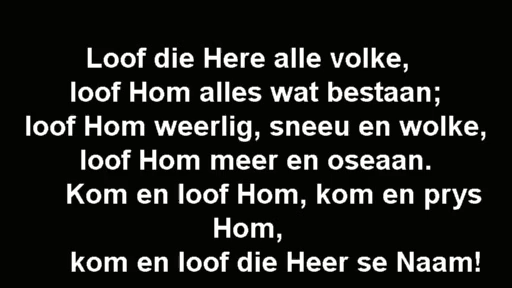 Loof die Here alle volke,
loof Hom alles wat bestaan;
loof Hom weerlig, sneeu en wolke,
loof Hom meer en oseaan.
Kom en loof Hom, kom en prys
Hom,
kom en loof die Heer se Naam!